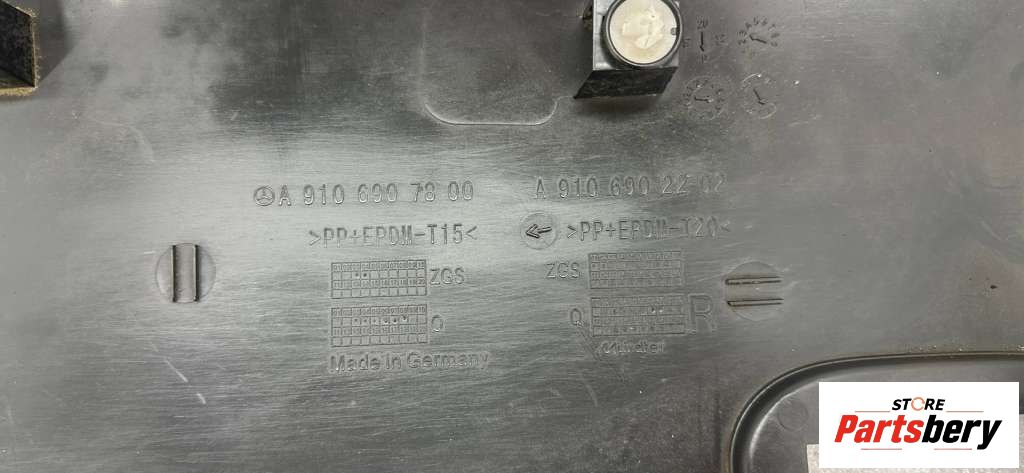 A 910 690 78 00
A 910 690 22 02
>PP+EPDM-T15<
>PP+EPDM-T20<
ZGS
ZGS
Q
Q
R
Made in Germany
STORE
Partsbery